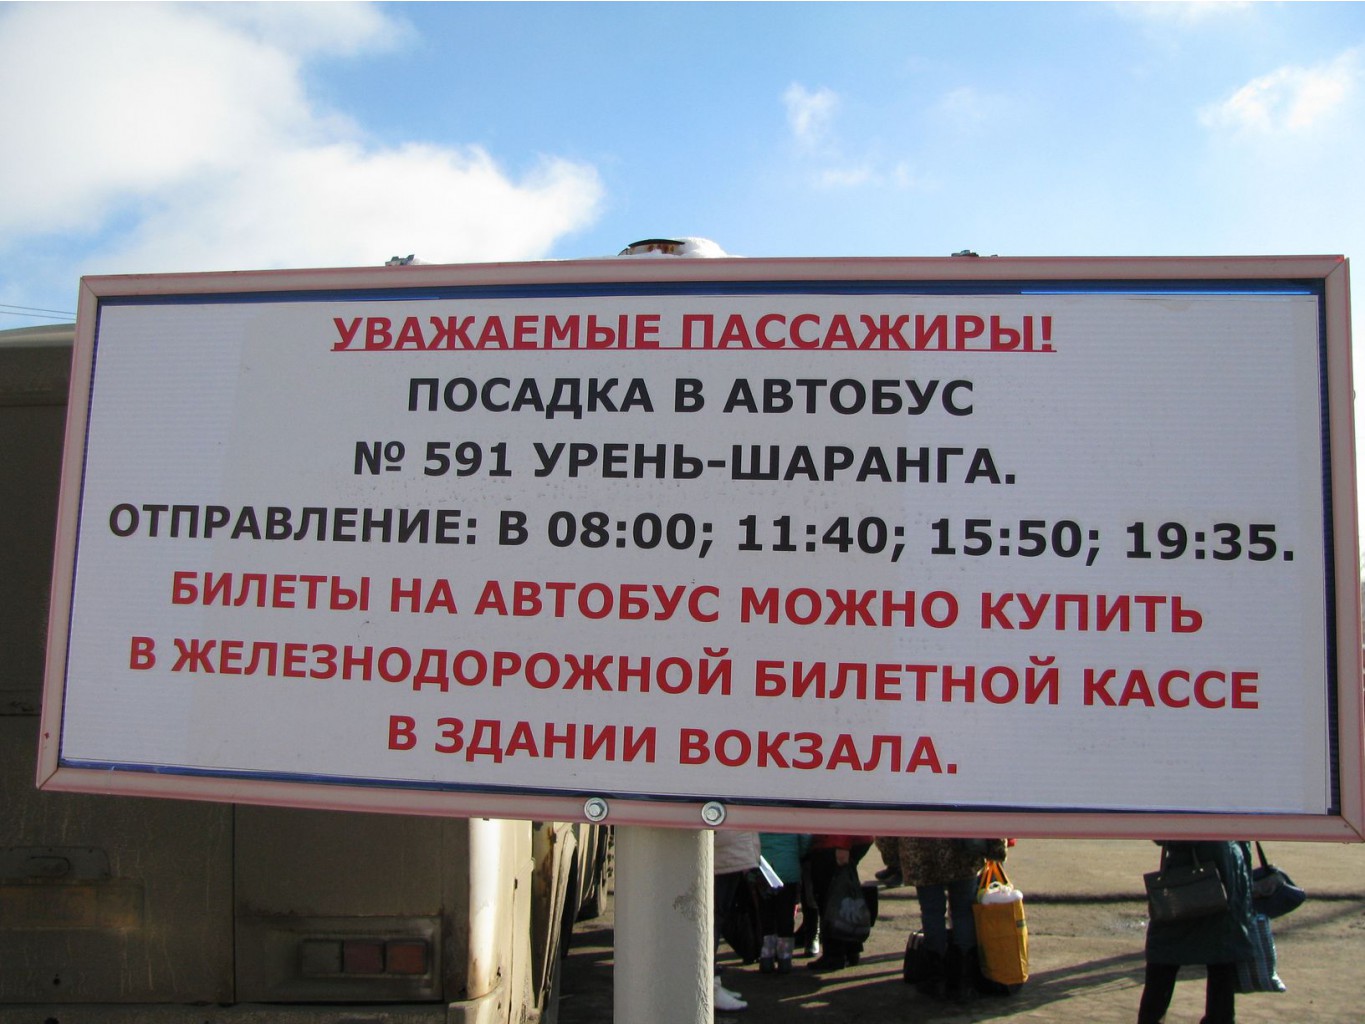 УВАЖАЕМЫЕ ПАССАЖИРЫ!
ПОСАДКА В АВТОБУС
№ 591 УРЕНЬ-ШАРАНГА.
ОТПРАВЛЕНИЕ: В 08:00; 11:40; 15:50; 19:35.
БИЛЕТЫ НА АВТОБУС МОЖНО КУПИТЬ
В ЖЕЛЕЗНОДОРОЖНОЙ БИЛЕТНОЙ КАССЕ
В ЗДАНИИ ВОКЗАЛА.